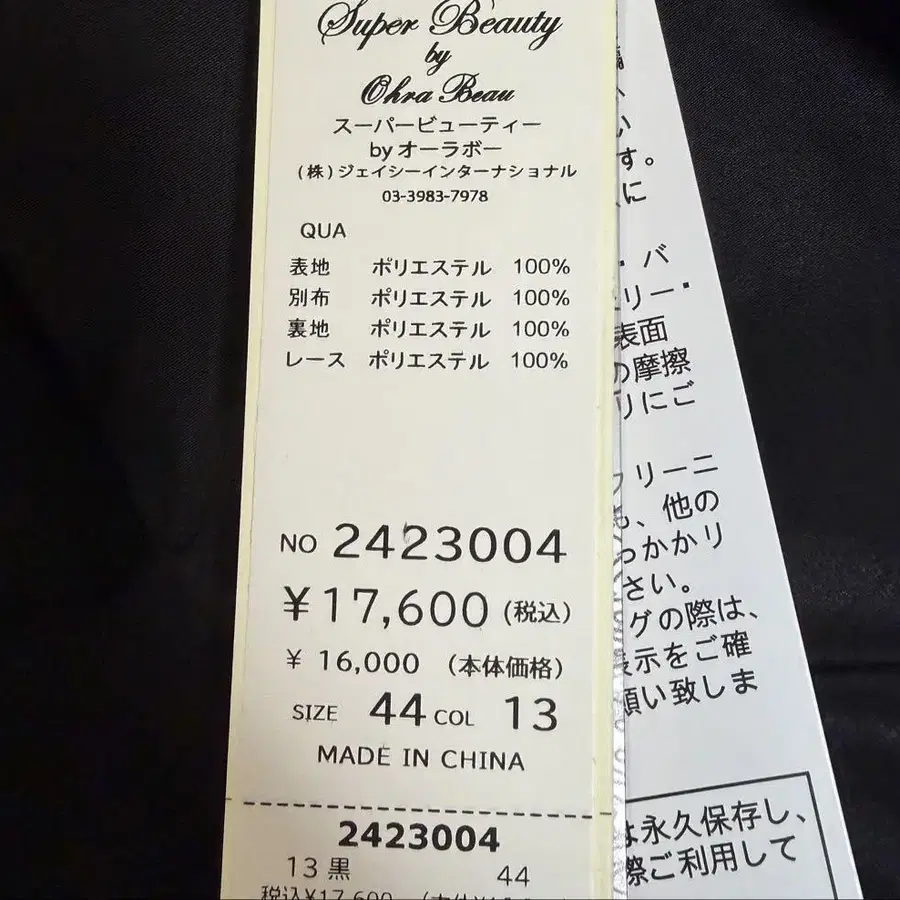 Super Beauty
by
Ohra Beau
スーパービューティー
by オーラボー
(株)ジェイシーインターナショナル
03-3983-7978
QUA
表地 ポリエステル 100%
別布 ポリエステル 100%
裏地 ポリエステル 100%
レース ポリエステル 100%
NO 2423004
¥17,600 (税込)
¥ 16,000 (本体価格)
SIZE 44 COL 13
MADE IN CHINA
2423004
13 黒 44
税込¥17,600
す。
に
・バ
リー・
表面
の摩擦
リにご
リーニ
、他の
っかかり
さい。
グの際は、
表示をご確
願い致しま
は永久保存し、
際ご利用して